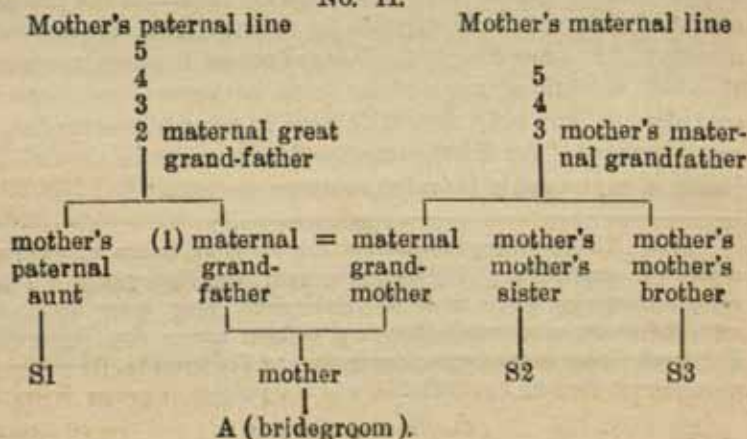 No. II.
Mother's paternal line Mother's maternal line
5
4 5
3 4
2 maternal great 3 mother's mater-
grand-father nal grandfather
mother's (1) maternal = maternal mother's mother's
paternal grand- grand- mother's mother's
aunt father mother sister brother
S1 mother S2 S3
A (bridegroom).